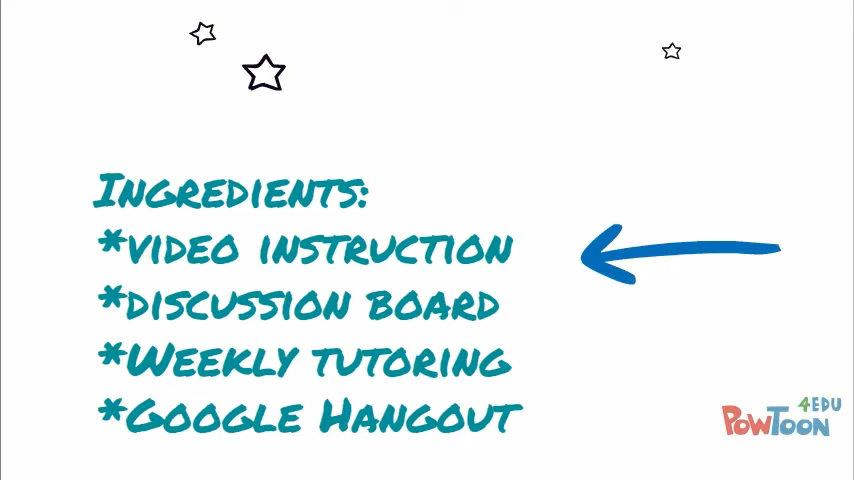 Ingredients:
*video instruction
*discussion board
*Weekly tutoring
*Google Hangout
4EDU
PowToon